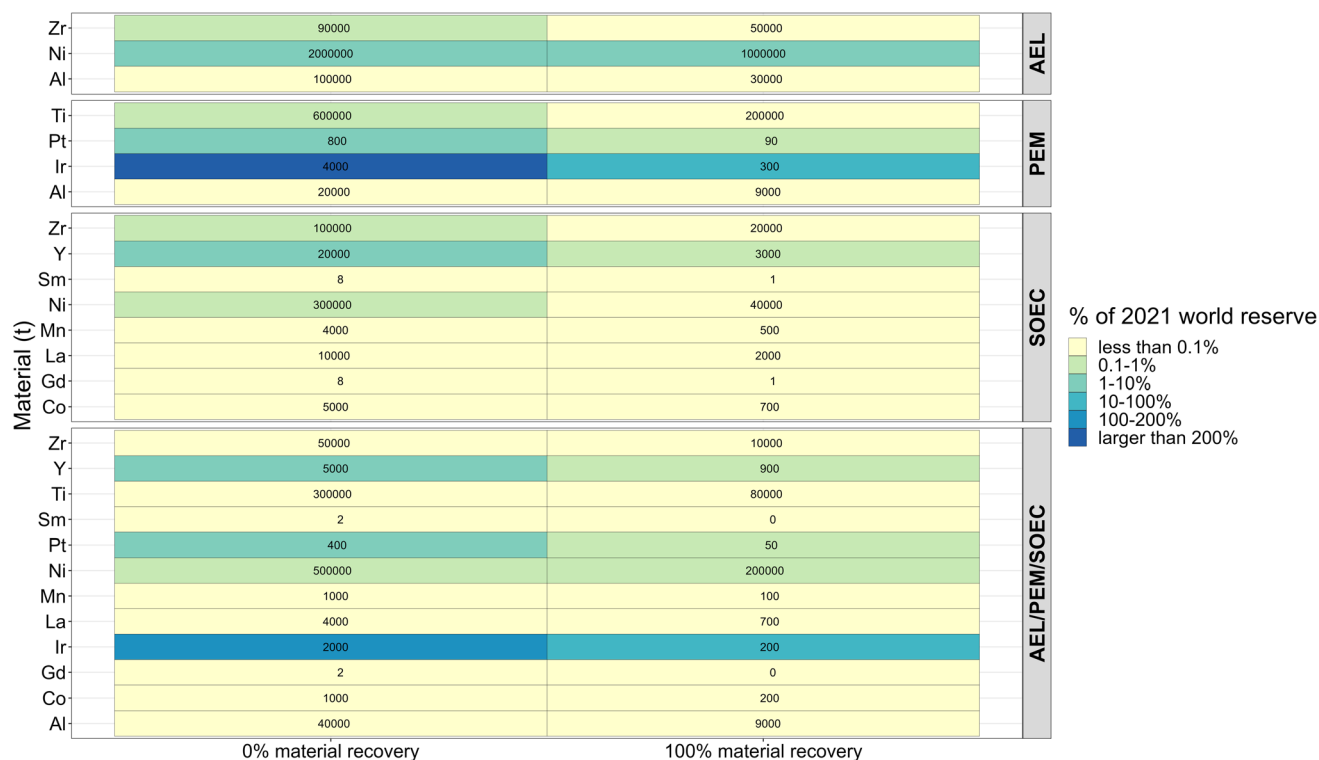 Zr 90000 50000
Ni 2000000 1000000
Al 100000 30000
AEL
Ti 600000 200000
Pt 800 90
Ir 4000 300
Al 20000 9000
PEM
Zr 100000 20000
Y 20000 3000
Sm 8 1
Ni 300000 40000
Mn 4000 500
La 10000 2000
Gd 8 1
Co 5000 700
SOEC
Zr 50000 10000
Y 5000 900
Ti 300000 80000
Sm 2 0
Pt 400 50
Ni 500000 200000
Mn 1000 100
La 4000 700
Ir 2000 200
Gd 2 0
Co 1000 200
Al 40000 9000
AEL/PEM/SOEC
Material (t)
0% material recovery 100% material recovery
% of 2021 world reserve
less than 0.1%
0.1-1%
1-10%
10-100%
100-200%
larger than 200%